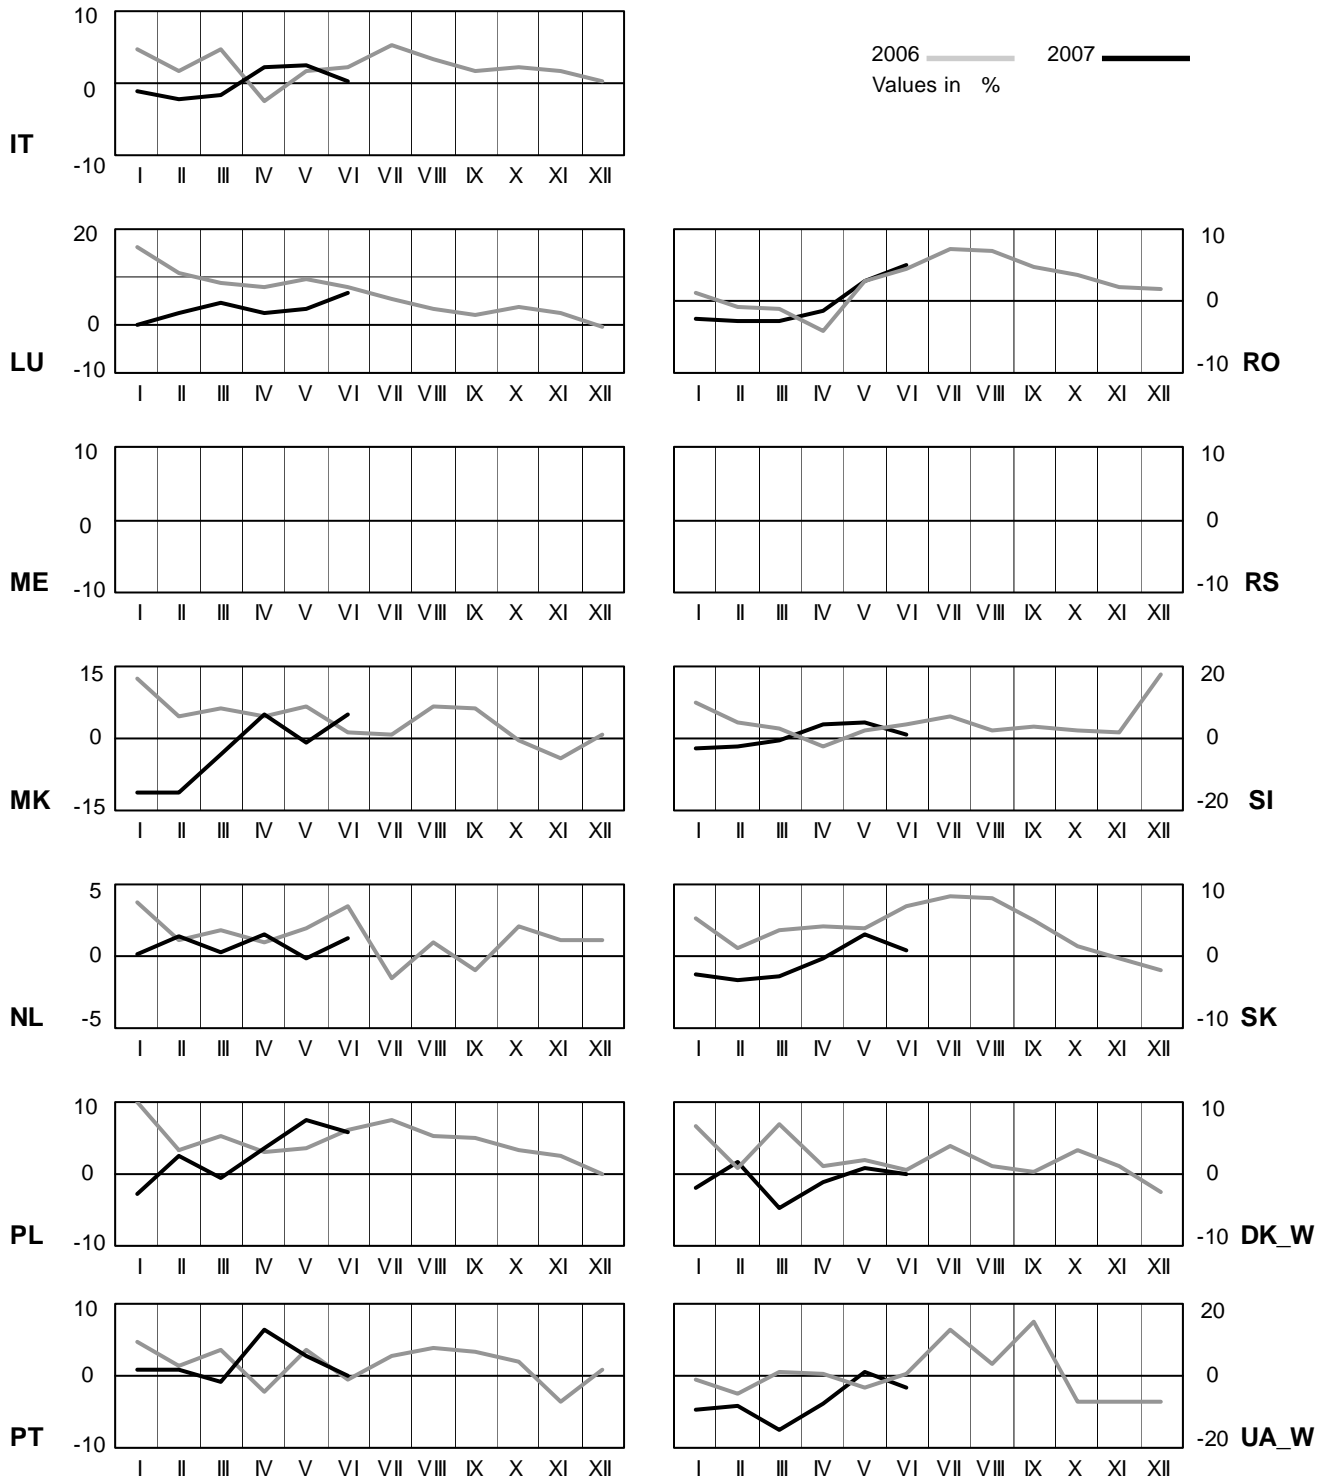 10
0
-10
IT
I II III IV V VI VII VIII IX X XI XII
2006 2007
Values in %
20
0
-10
LU
I II III IV V VI VII VIII IX X XI XII
10
0
-10 RO
I II III IV V VI VII VIII IX X XI XII
10
0
-10
ME
I II III IV V VI VII VIII IX X XI XII
10
0
-10 RS
I II III IV V VI VII VIII IX X XI XII
15
0
-15
MK
I II III IV V VI VII VIII IX X XI XII
20
0
-20 SI
I II III IV V VI VII VIII IX X XI XII
5
0
-5
NL
I II III IV V VI VII VIII IX X XI XII
10
0
-10 SK
I II III IV V VI VII VIII IX X XI XII
10
0
-10
PL
I II III IV V VI VII VIII IX X XI XII
10
0
-10 DK_W
I II III IV V VI VII VIII IX X XI XII
10
0
-10
PT
I II III IV V VI VII VIII IX X XI XII
20
0
-20 UA_W
I II III IV V VI VII VIII IX X XI XII